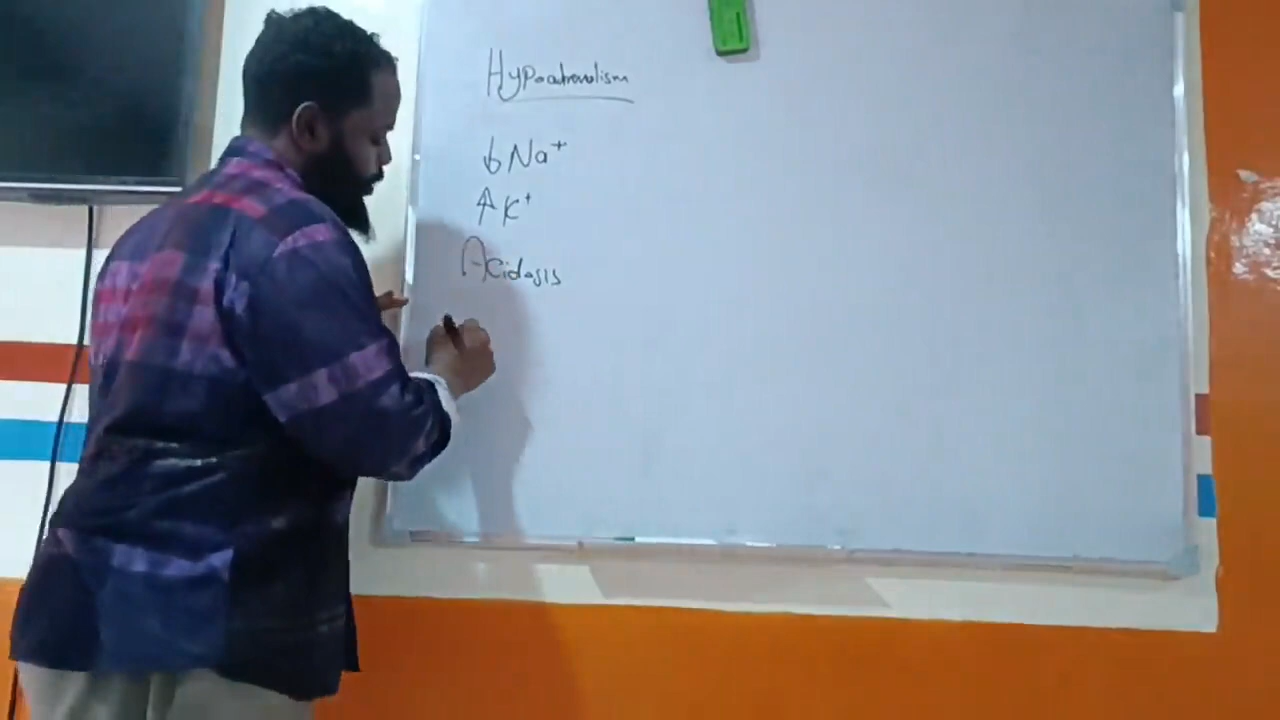 Hypoadrenalism
↓Na⁺
↑K⁺
Acidosis